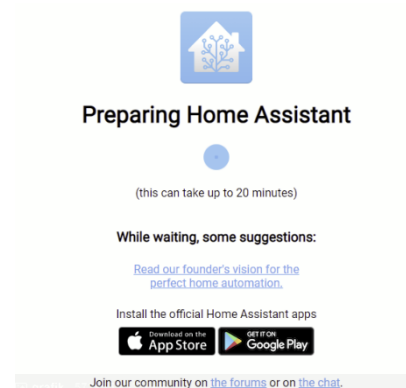 Preparing Home Assistant
(this can take up to 20 minutes)
While waiting, some suggestions:
Read our founder's vision for the
perfect home automation.
Install the official Home Assistant apps
Download on the
App Store
GET IT ON
Google Play
Join our community on the forums or on the chat.